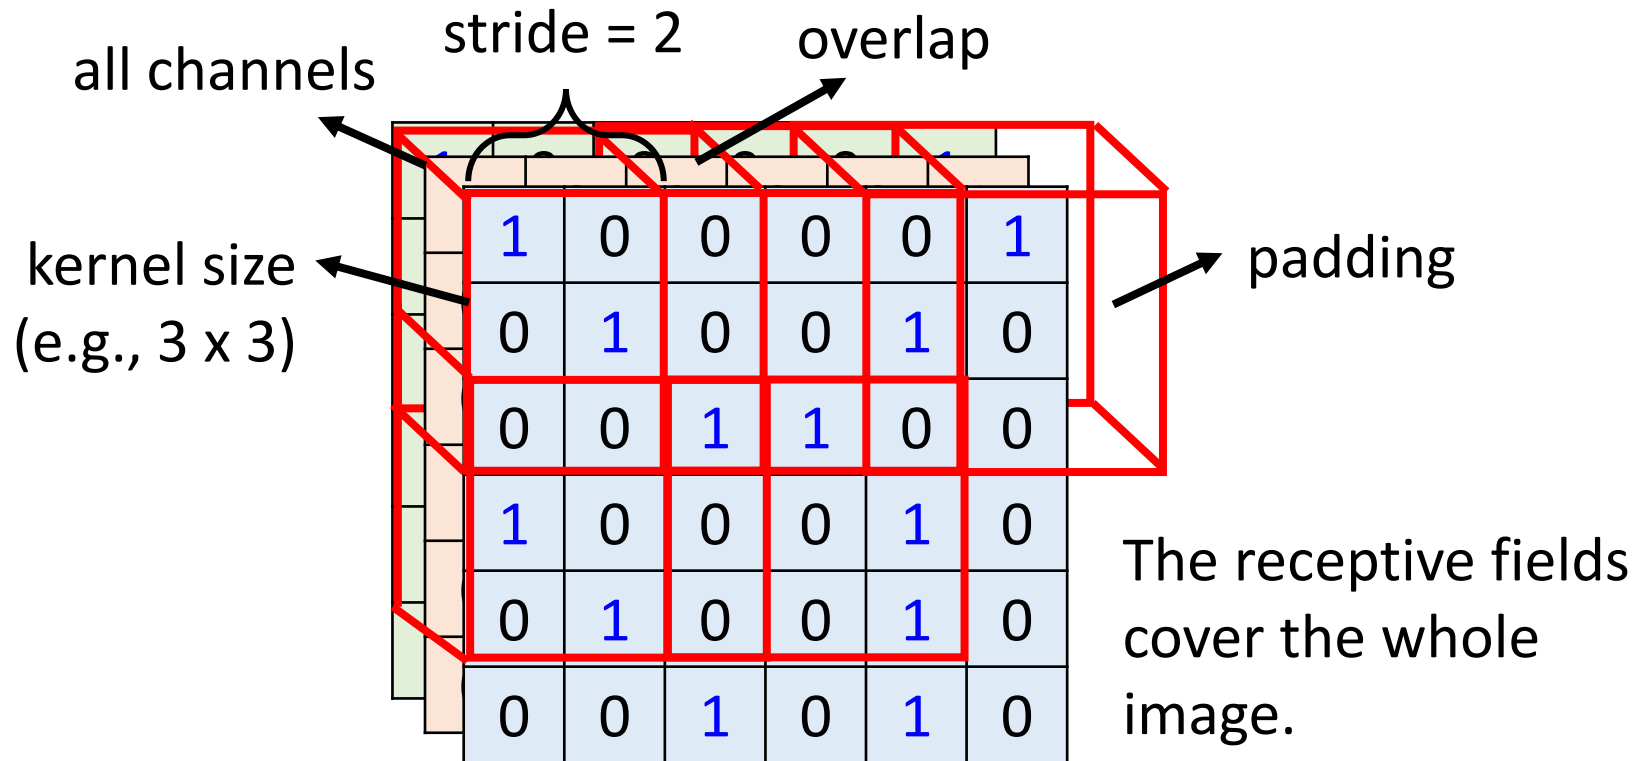 stride = 2
overlap
all channels
kernel size
(e.g., 3 x 3)
padding
1 0 0 0 0 1
0 1 0 0 1 0
0 0 1 1 0 0
1 0 0 0 1 0
0 1 0 0 1 0
0 0 1 0 1 0
The receptive fields
cover the whole
image.